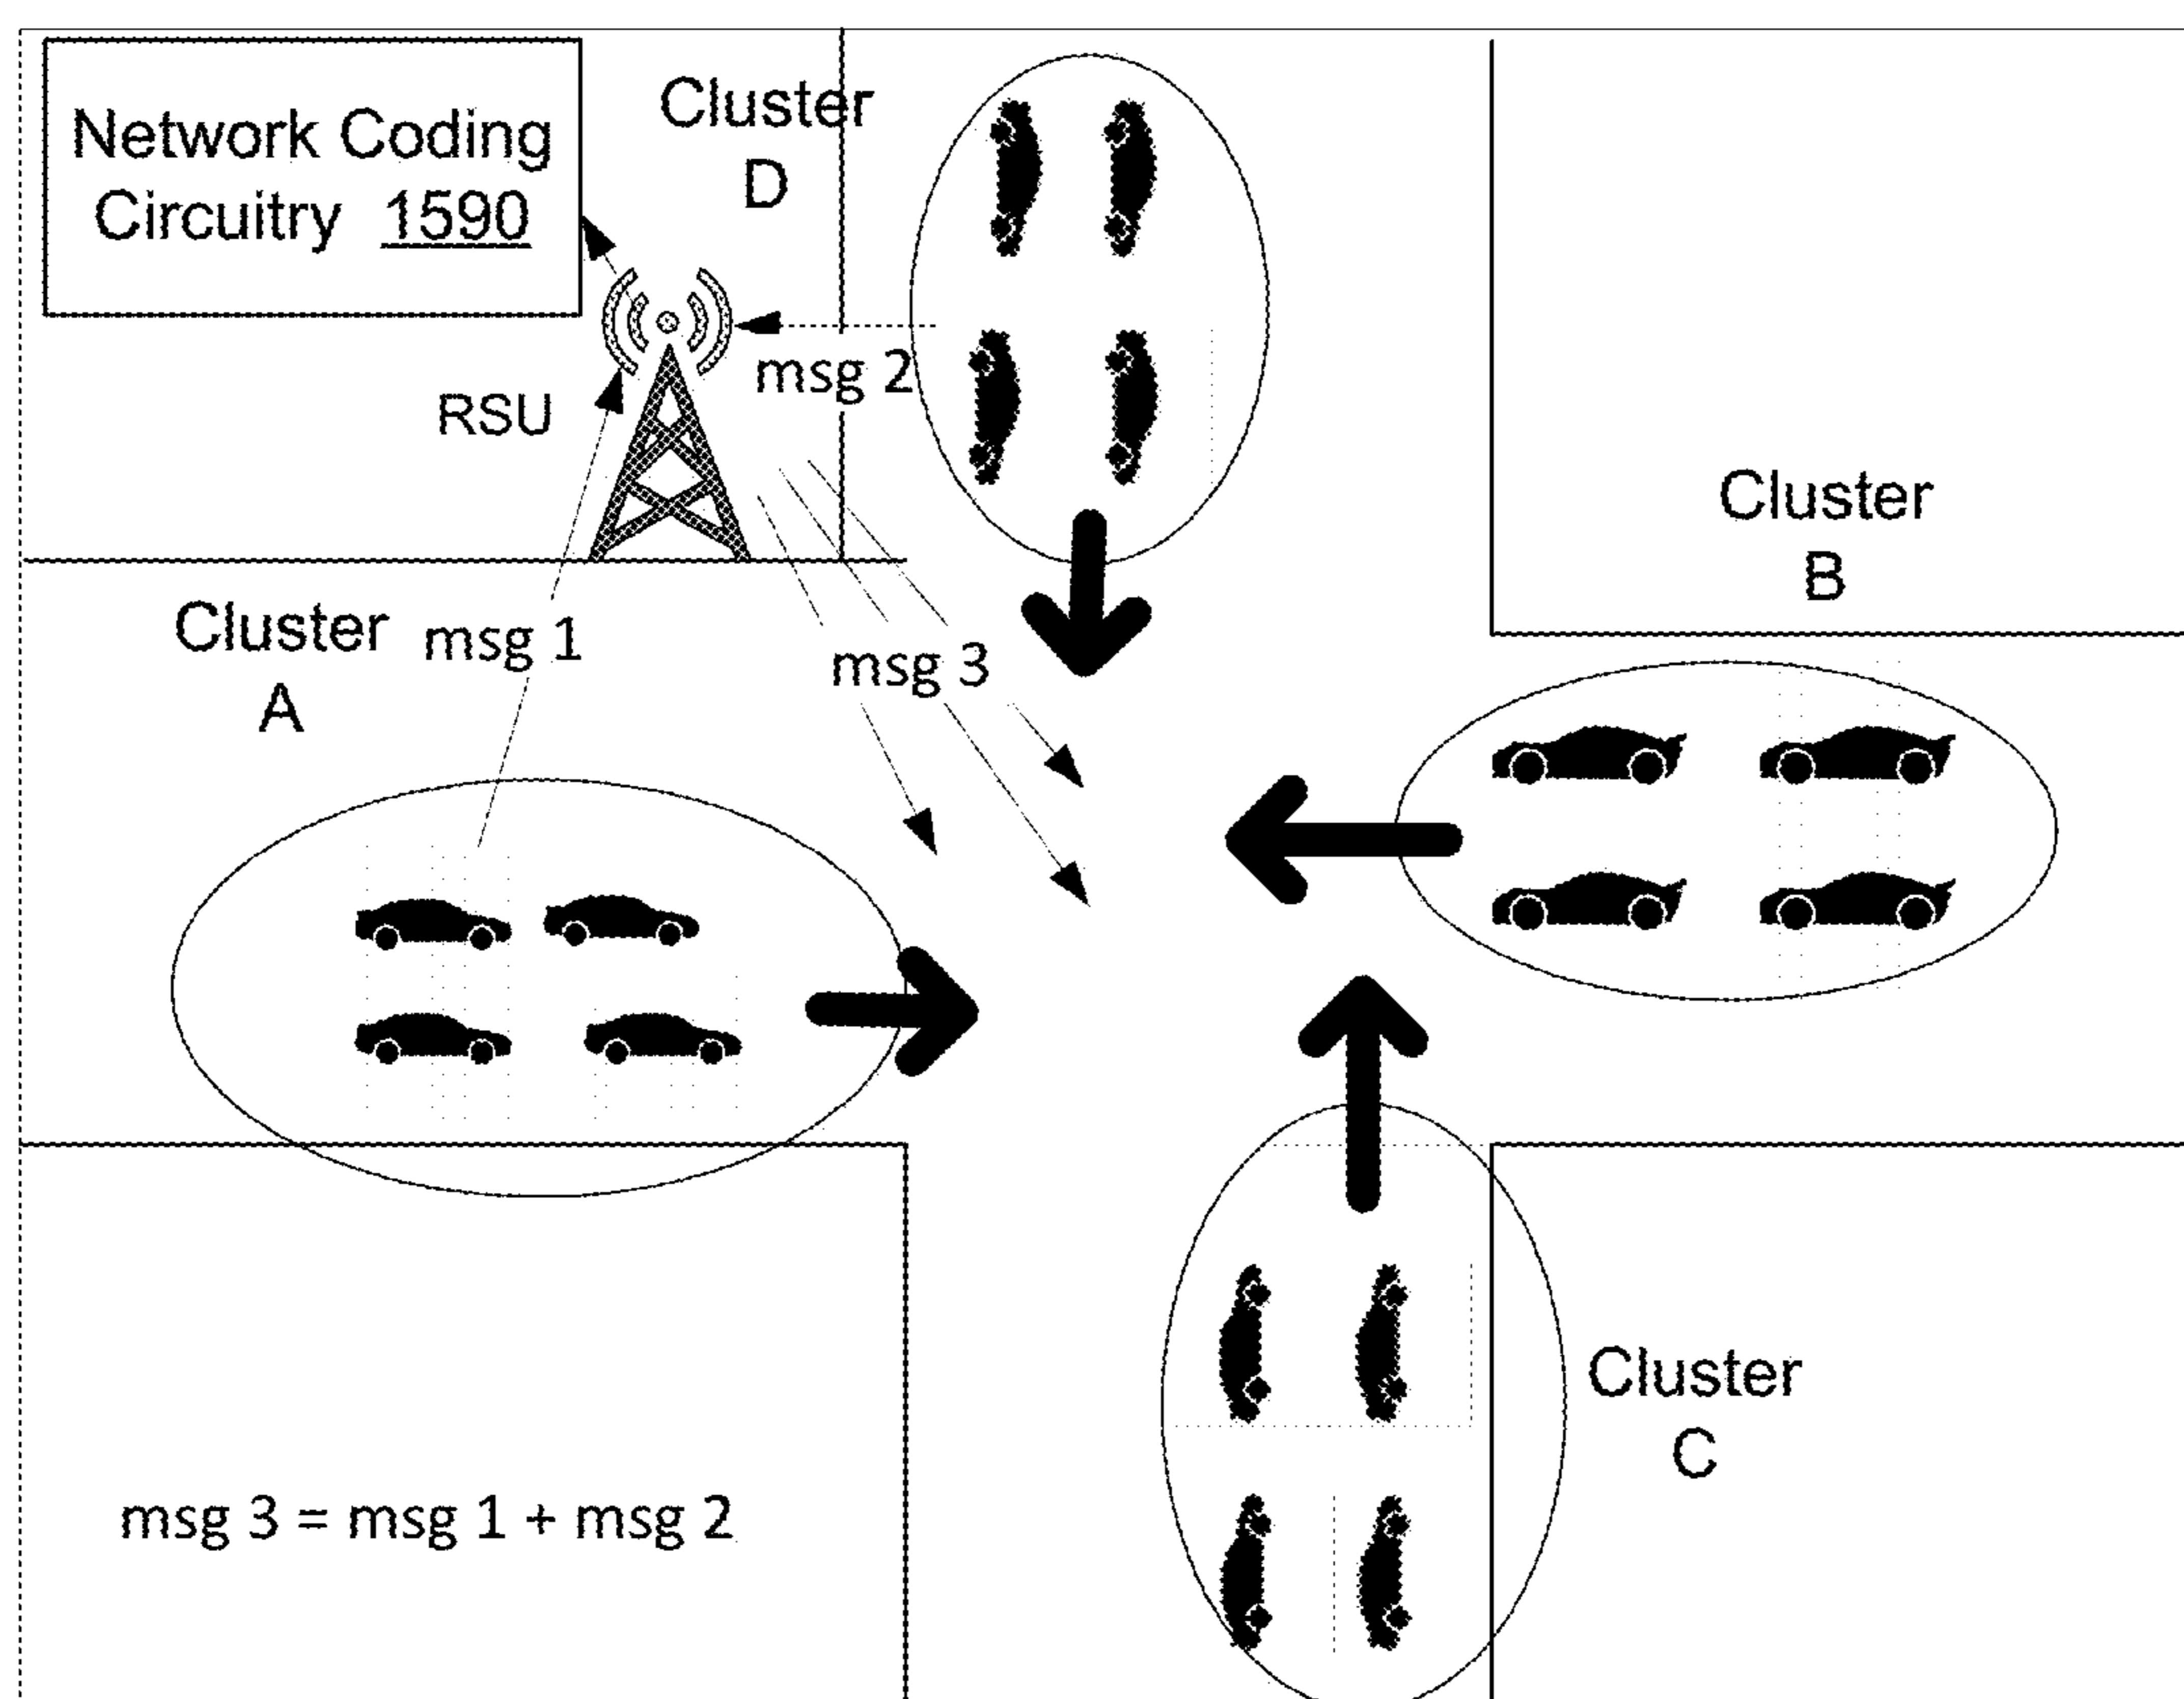 Network Coding
Circuitry 1590
Cluster
D
msg 2
RSU
Cluster
B
Cluster
A
msg 1
msg 3
Cluster
C
msg 3 = msg 1 + msg 2